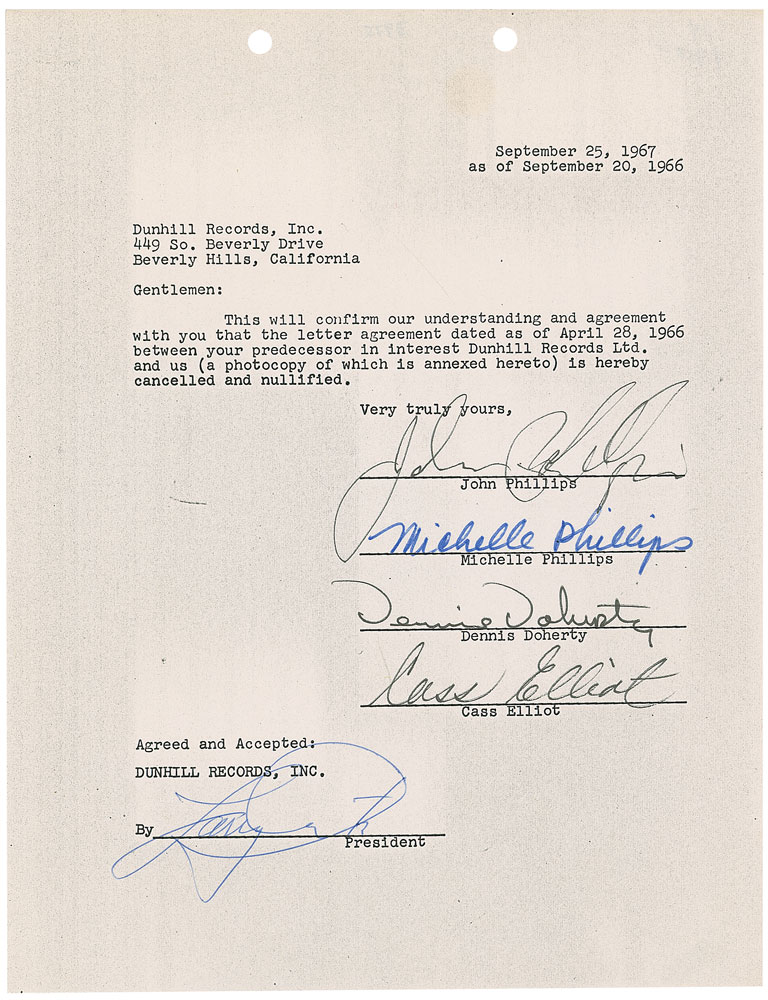 September 25, 1967
as of September 20, 1966
Dunhill Records, Inc.
449 So. Beverly Drive
Beverly Hills, California
Gentlemen:
This will confirm our understanding and agreement
with you that the letter agreement dated as of April 28, 1966
between your predecessor in interest Dunhill Records Ltd.
and us (a photocopy of which is annexed hereto) is hereby
cancelled and nullified.
Very truly yours,
John Phillips
John Phillips
Michelle Phillips
Michelle Phillips
Dennis Doherty
Dennis Doherty
Cass Elliot
Cass Elliot
Agreed and Accepted:
DUNHILL RECORDS, INC.
By
President